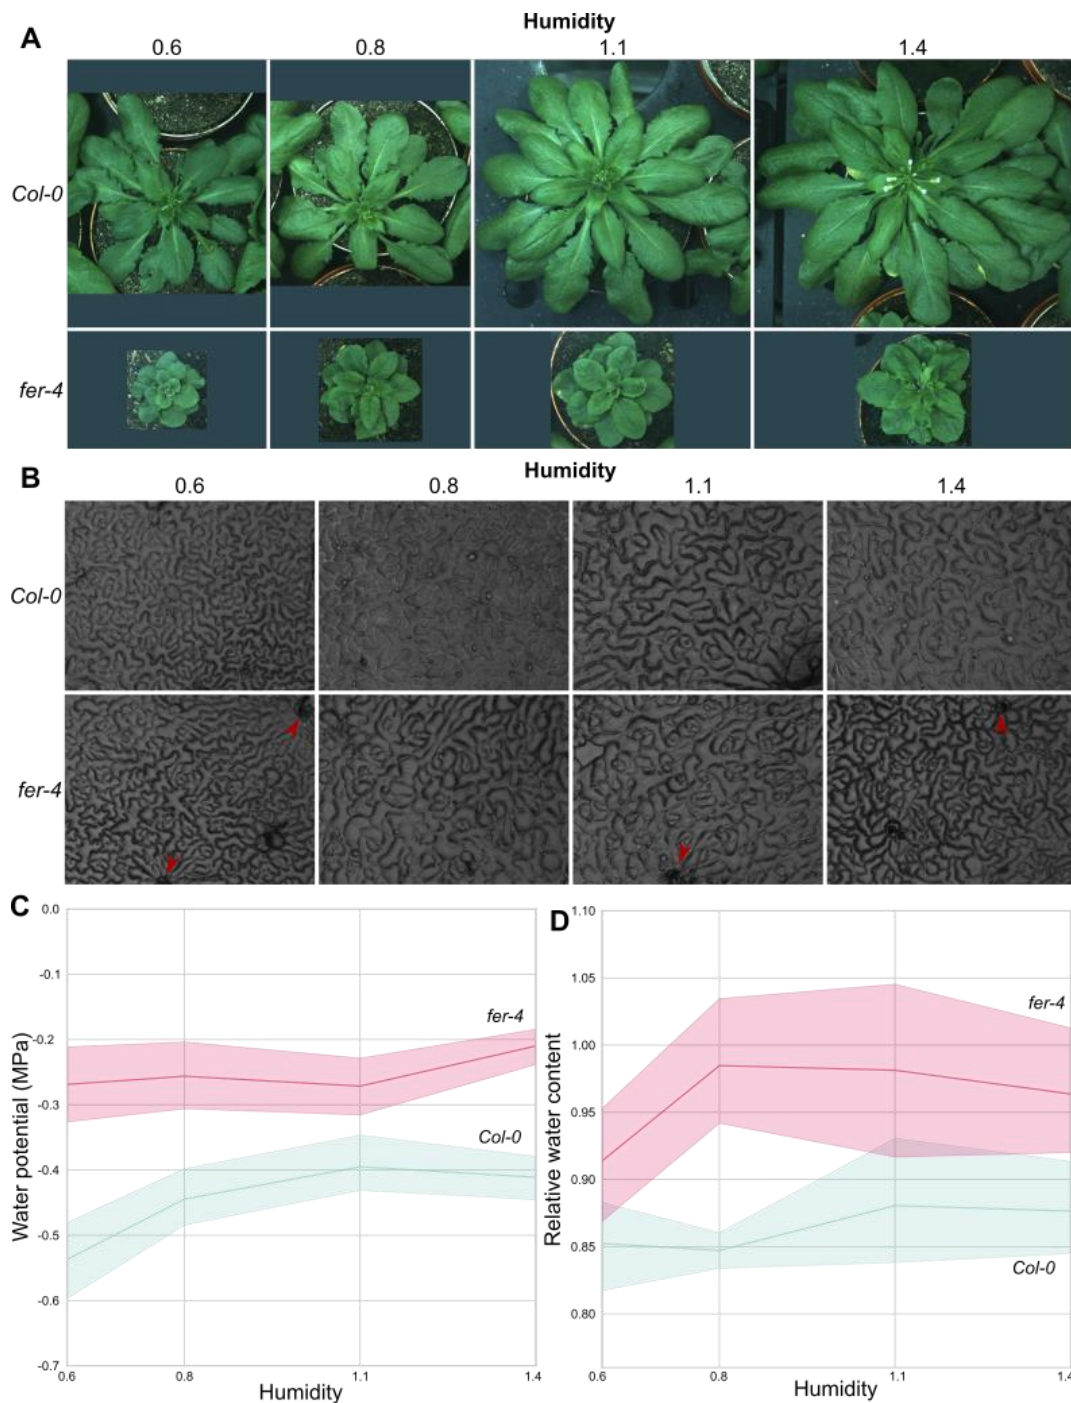 Humidity
A
0.6 0.8 1.1 1.4
Col-0
fer-4
Humidity
B
0.6 0.8 1.1 1.4
Col-0
fer-4
C
0.0
-0.1
-0.2
-0.3
-0.4
-0.5
-0.6
-0.7
Water potential (MPa)
fer-4
Col-0
0.6 0.8 1.1 1.4
Humidity
D
1.10
1.05
1.00
0.95
0.90
0.85
0.80
Relative water content
fer-4
Col-0
0.6 0.8 1.1 1.4
Humidity